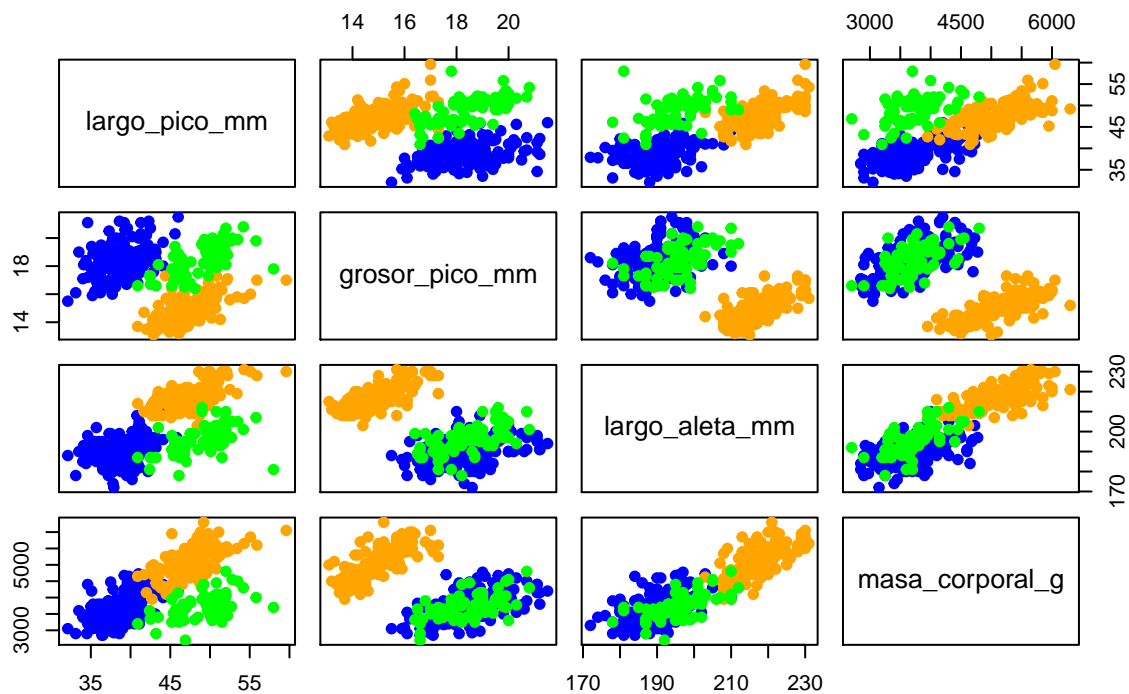 14 16 18 20
3000 4500 6000
largo_pico_mm
35 45 55
14 18
grosor_pico_mm
largo_aleta_mm
170 200 230
3000 5000
masa_corporal_g
35 45 55
170 190 210 230